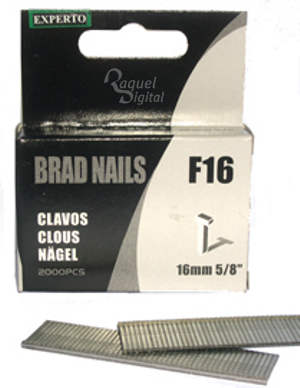 EXPERTO
Raquel
Digital
BRAD NAILS
F16
CLAVOS
CLOUS
NÄGEL
2000PCS
16mm 5/8"